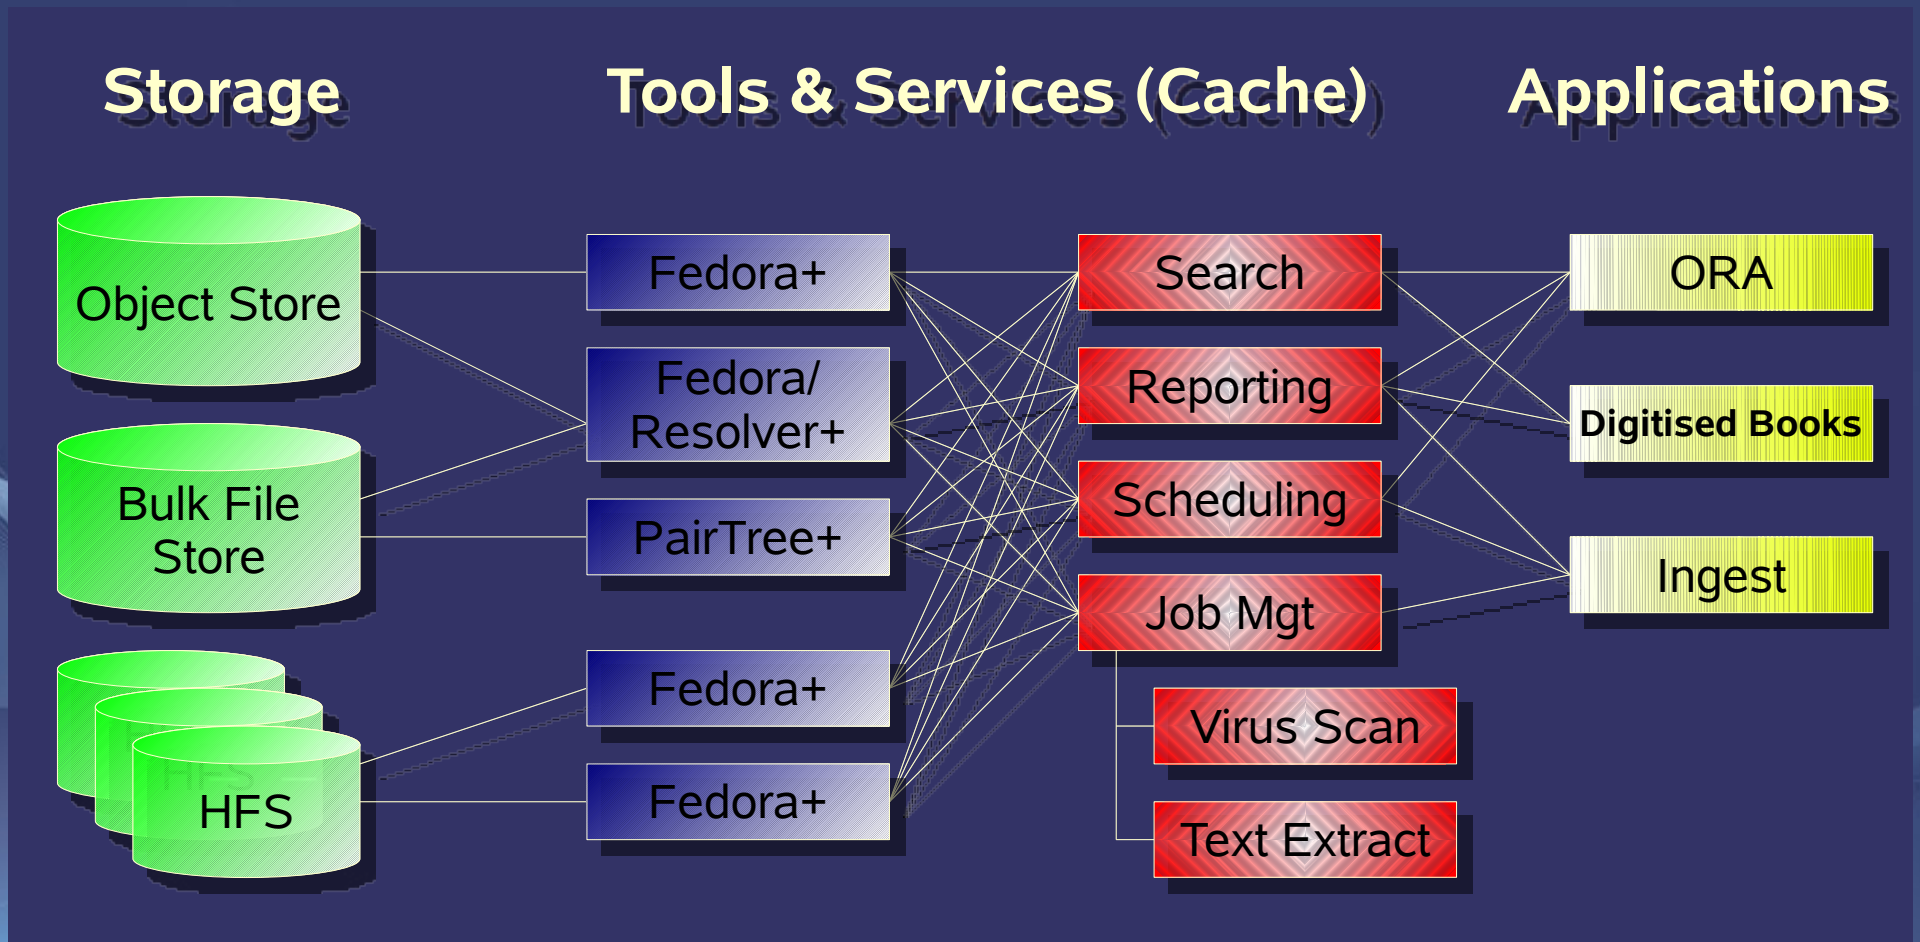 Storage
Tools & Services (Cache)
Applications
Object Store
Bulk File
Store
HFS
HFS
Fedora+
Fedora/
Resolver+
PairTree+
Fedora+
Fedora+
Search
Reporting
Scheduling
Job Mgt
Virus Scan
Text Extract
ORA
Digitised Books
Ingest